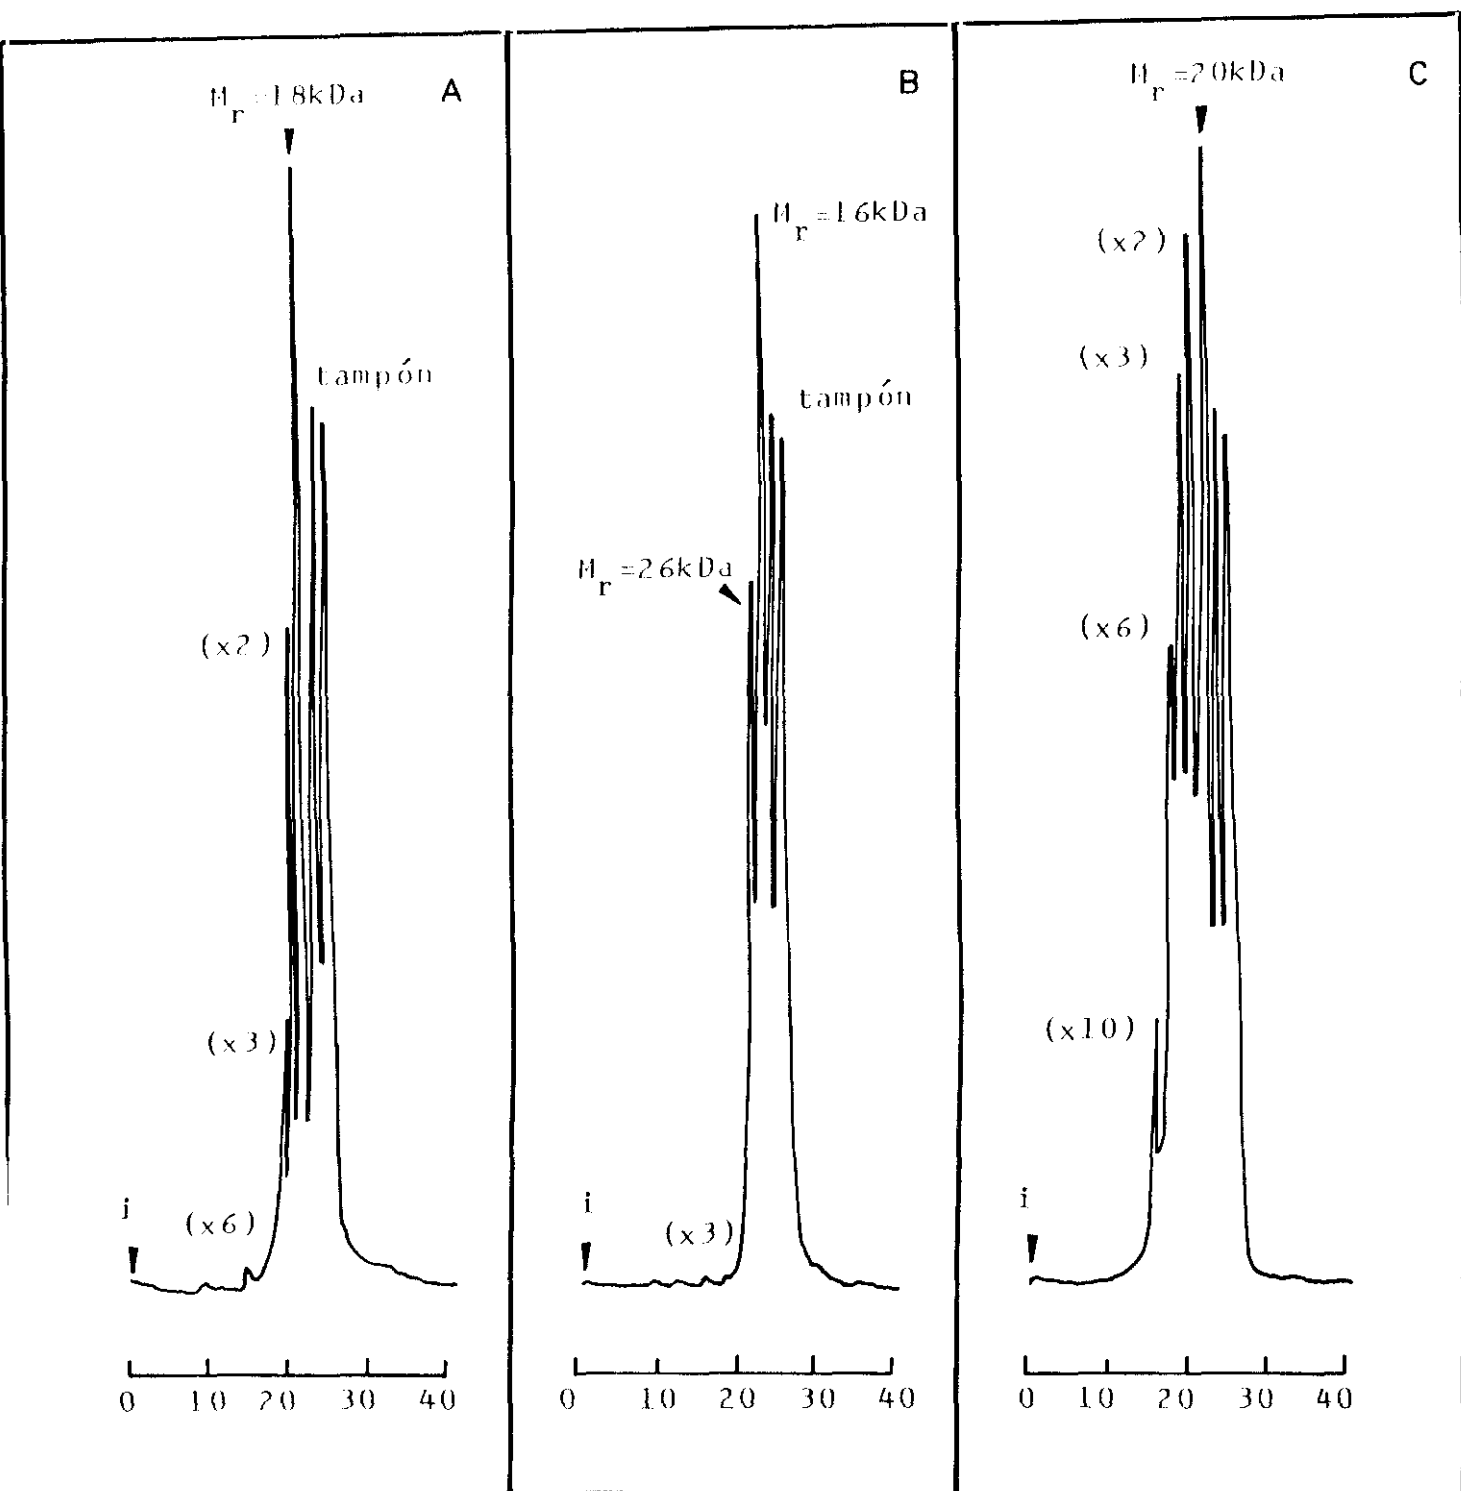 A
Mr=18kDa
tampón
(x2)
(x3)
i
(x6)
0 10 20 30 40
B
Mr=16kDa
tampón
Mr=26kDa
i
(x3)
0 10 20 30 40
C
Mr=20kDa
(x2)
(x3)
(x6)
(x10)
i
0 10 20 30 40